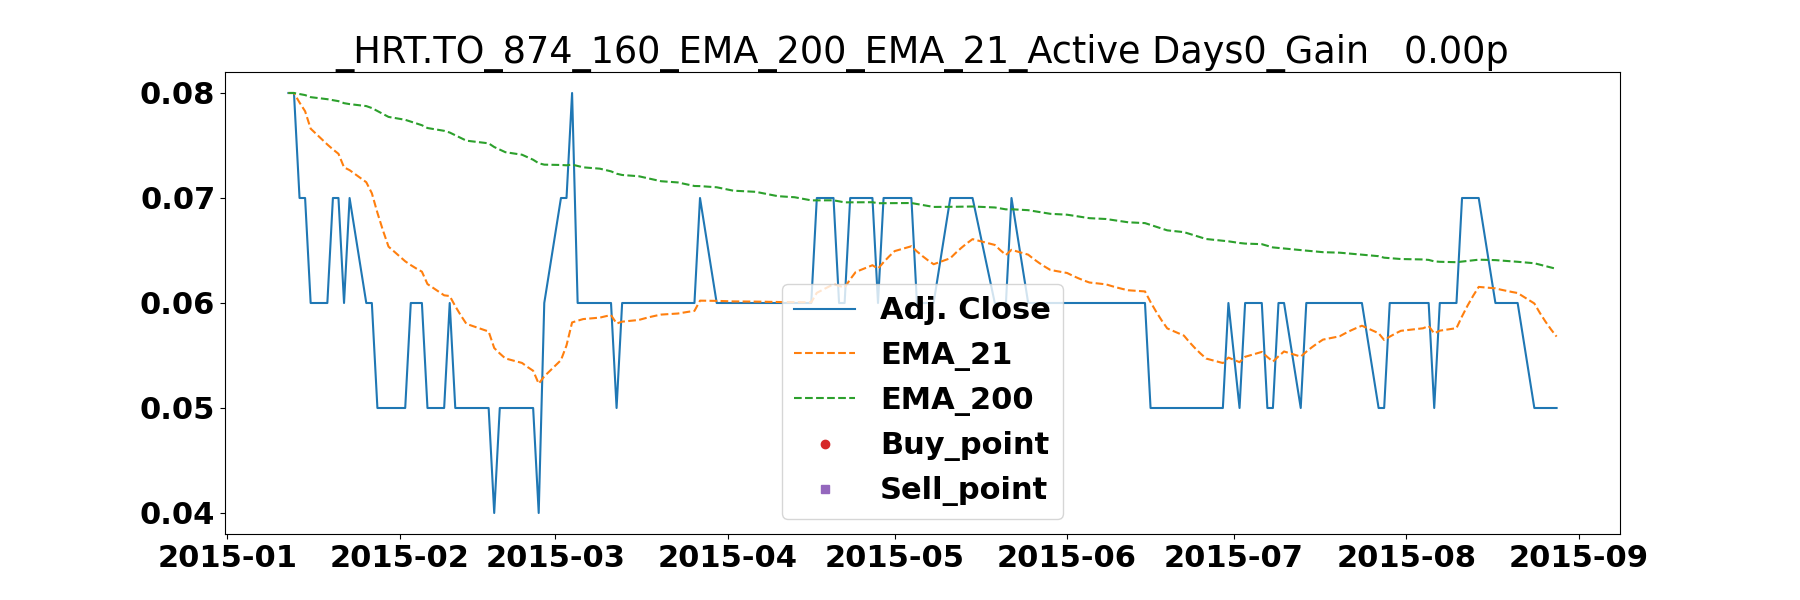 _HRT.TO_874_160_EMA_200_EMA_21_Active Days0_Gain   0.00p
0.08
0.07
0.06
0.05
0.04
Adj. Close
EMA_21
EMA_200
Buy_point
Sell_point
2015-01 2015-02 2015-03 2015-04 2015-05 2015-06 2015-07 2015-08 2015-09